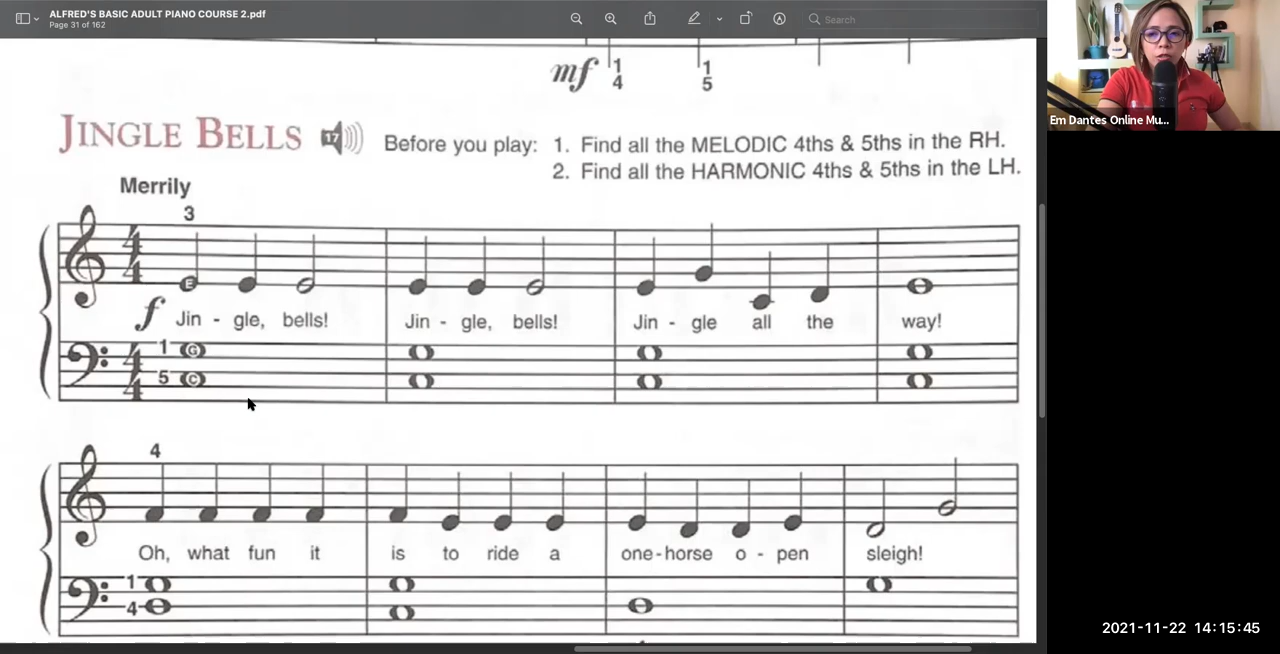 ALFRED'S BASIC ADULT PIANO COURSE 2.pdf
Page 31 of 162
Search
mf 1 1
4 5
JINGLE BELLS 17 Before you play: 1. Find all the MELODIC 4ths & 5ths in the RH.
2. Find all the HARMONIC 4ths & 5ths in the LH.
Merrily
3
4
4
E
f Jin - gle, bells! Jin - gle, bells! Jin - gle all the way!
4 1 G
4 5 C
4
Oh, what fun it is to ride a one-horse o - pen sleigh!
1
4
Em Dantes Online Mu...
2021-11-22 14:15:45